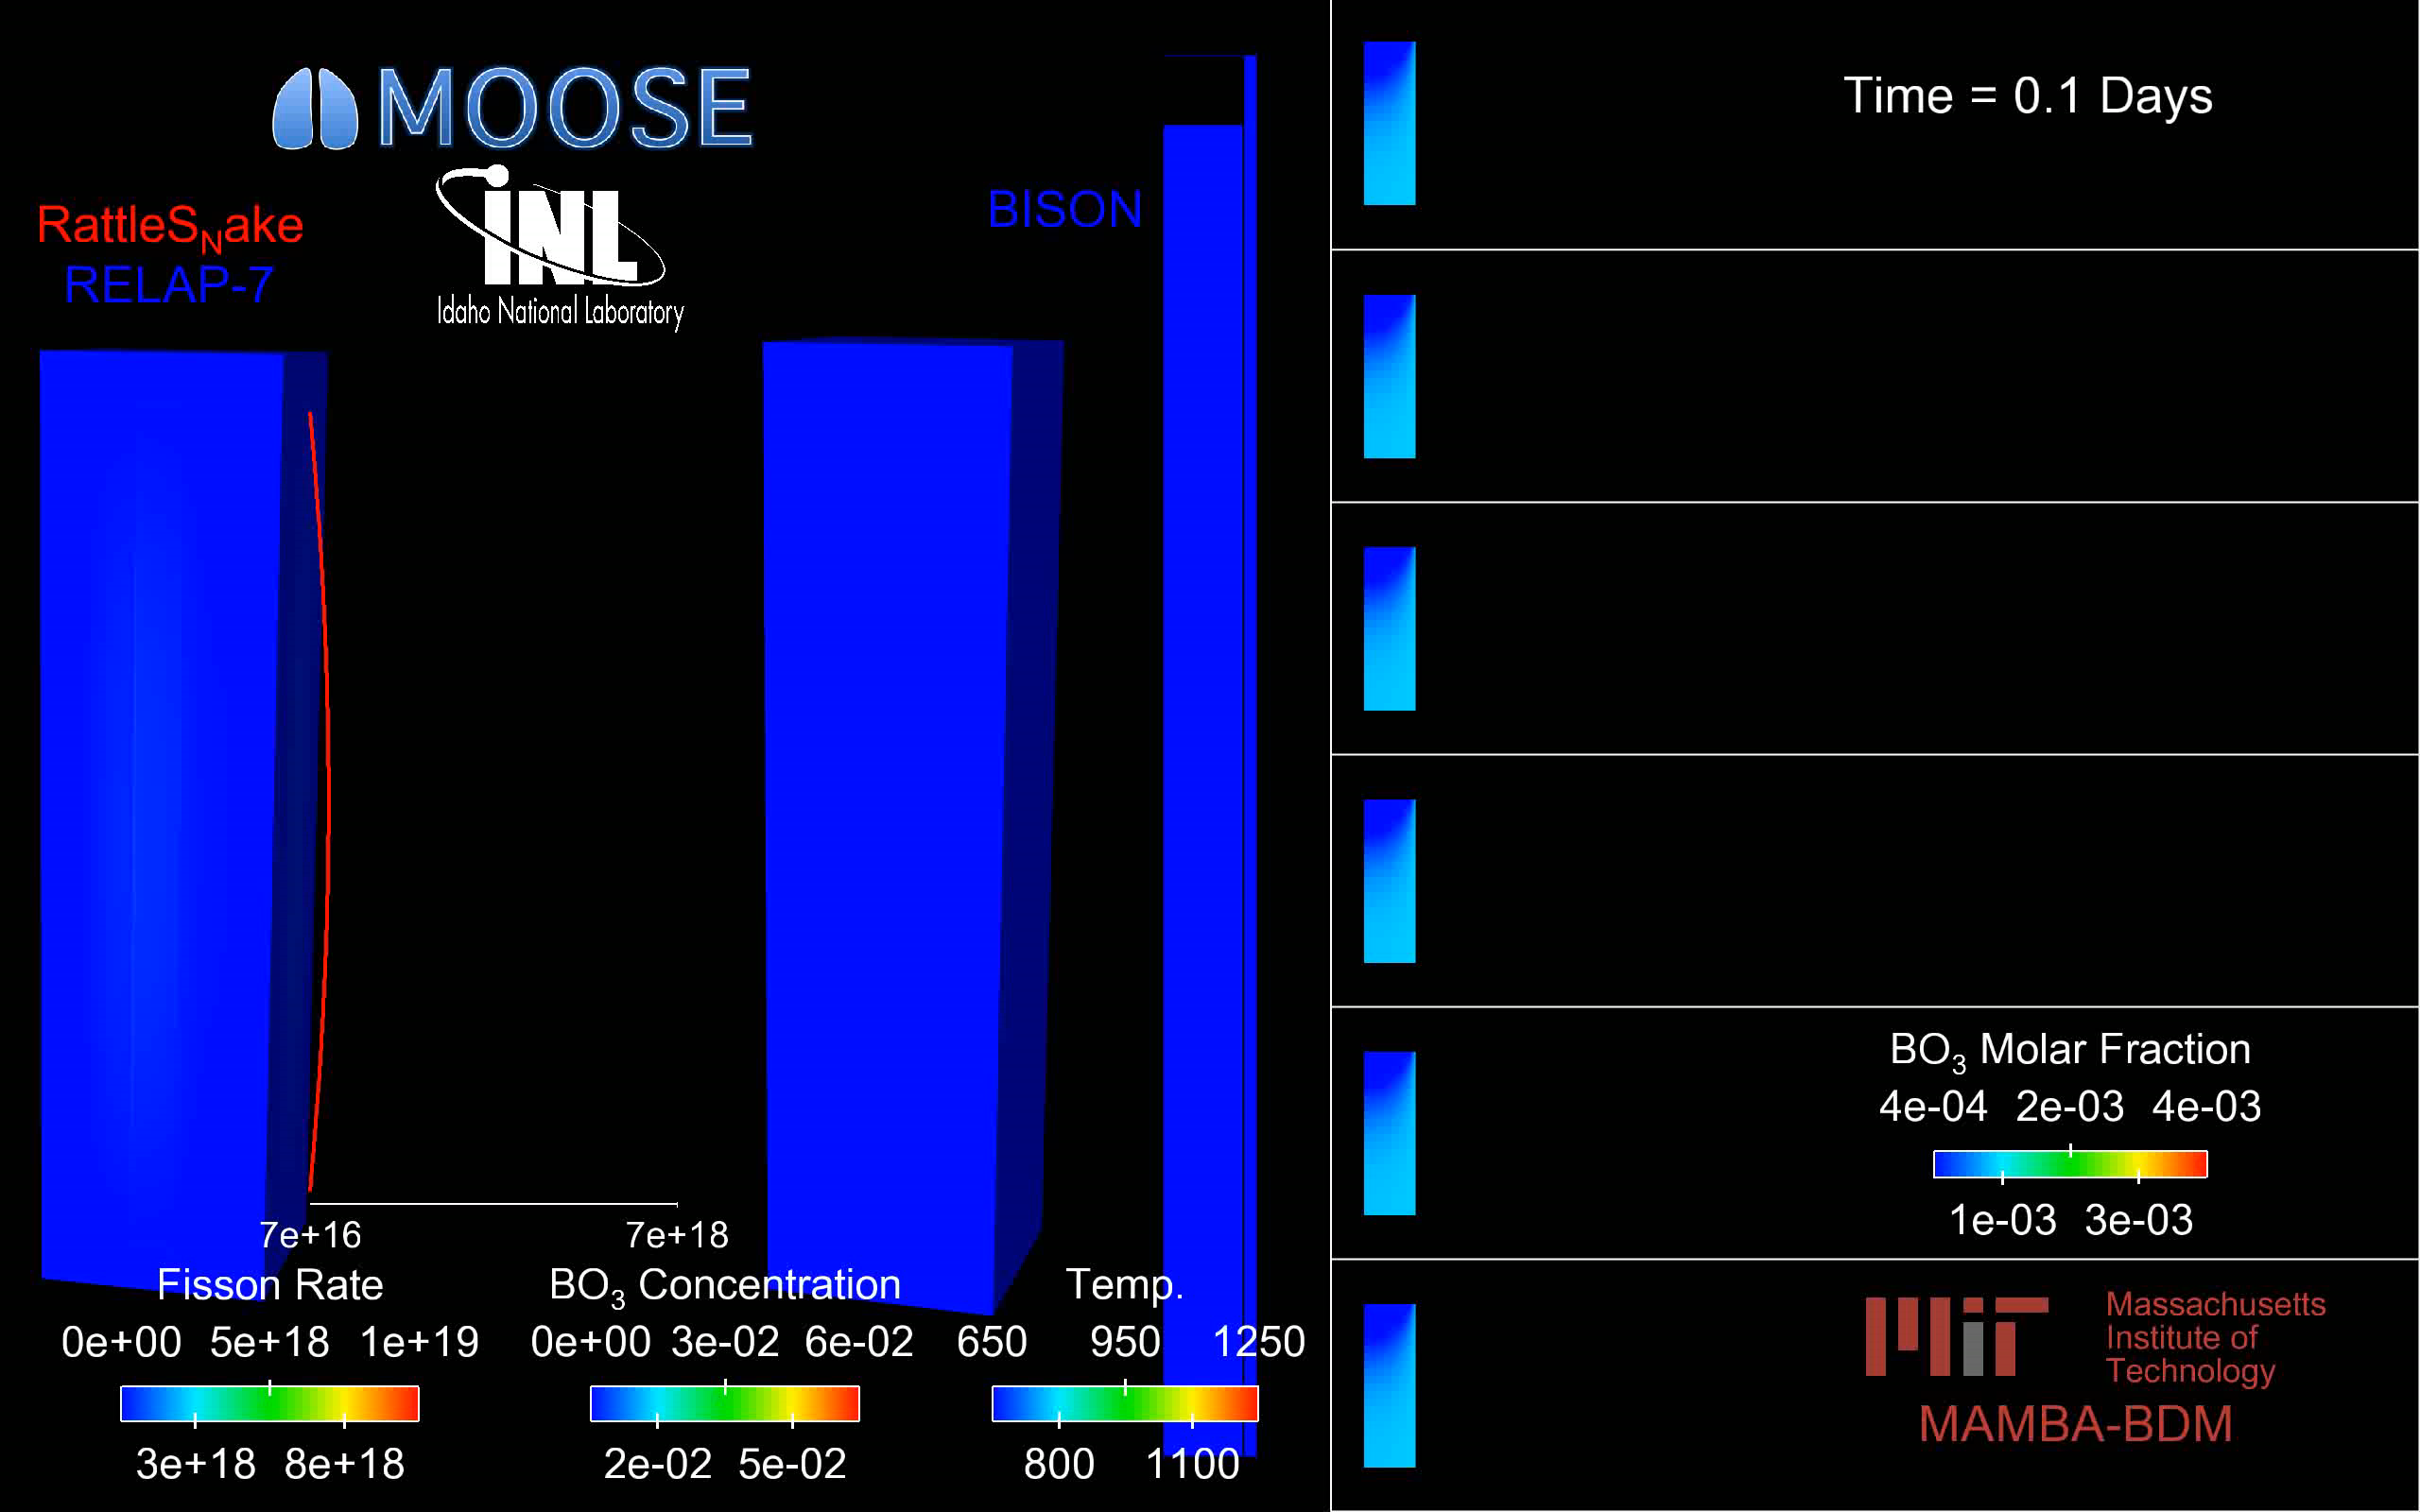 MOOSE
iNL
Idaho National Laboratory
RattleS_Nake
RELAP-7
BISON
7e+16 7e+18
Fisson Rate
0e+00 5e+18 1e+19
3e+18 8e+18
BO₃ Concentration
0e+00 3e-02 6e-02
2e-02 5e-02
Temp.
650 950 1250
800 1100
Time = 0.1 Days
BO₃ Molar Fraction
4e-04 2e-03 4e-03
1e-03 3e-03
MIT
Massachusetts
Institute of
Technology
MAMBA-BDM